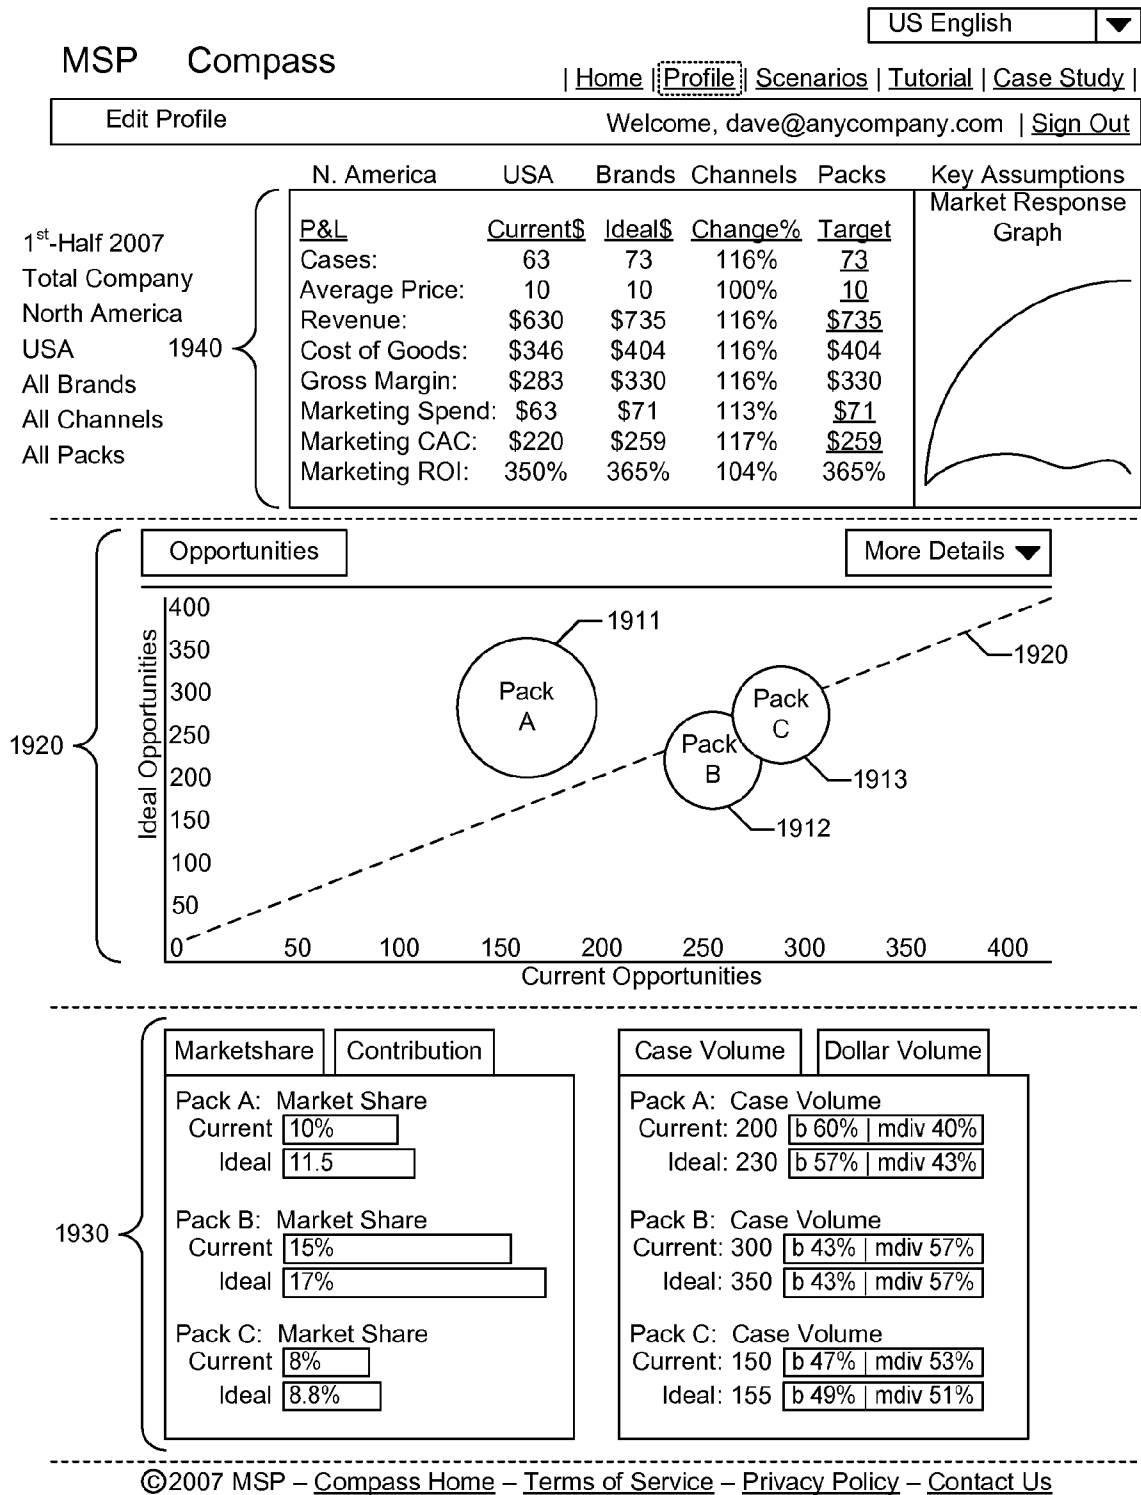 US English
MSP Compass
| Home | Profile | Scenarios | Tutorial | Case Study |
Edit Profile
Welcome, dave@anycompany.com | Sign Out
N. America USA Brands Channels Packs Key Assumptions
1st-Half 2007
Total Company
North America
USA
All Brands
All Channels
All Packs
1940
P&L Current$ Ideal$ Change% Target
Cases: 63 73 116% 73
Average Price: 10 10 100% 10
Revenue: $630 $735 116% $735
Cost of Goods: $346 $404 116% $404
Gross Margin: $283 $330 116% $330
Marketing Spend: $63 $71 113% $71
Marketing CAC: $220 $259 117% $259
Marketing ROI: 350% 365% 104% 365%
Market Response
Graph
1920
Opportunities
More Details
Ideal Opportunities
400
350
300
250
200
150
100
50
0 50 100 150 200 250 300 350 400
Current Opportunities
Pack
A
1911
Pack
B
1912
Pack
C
1913
1920
1930
Marketshare Contribution
Pack A: Market Share
Current 10%
Ideal 11.5
Pack B: Market Share
Current 15%
Ideal 17%
Pack C: Market Share
Current 8%
Ideal 8.8%
Case Volume Dollar Volume
Pack A: Case Volume
Current: 200 b 60% | mdiv 40%
Ideal: 230 b 57% | mdiv 43%
Pack B: Case Volume
Current: 300 b 43% | mdiv 57%
Ideal: 350 b 43% | mdiv 57%
Pack C: Case Volume
Current: 150 b 47% | mdiv 53%
Ideal: 155 b 49% | mdiv 51%
©2007 MSP – Compass Home – Terms of Service – Privacy Policy – Contact Us